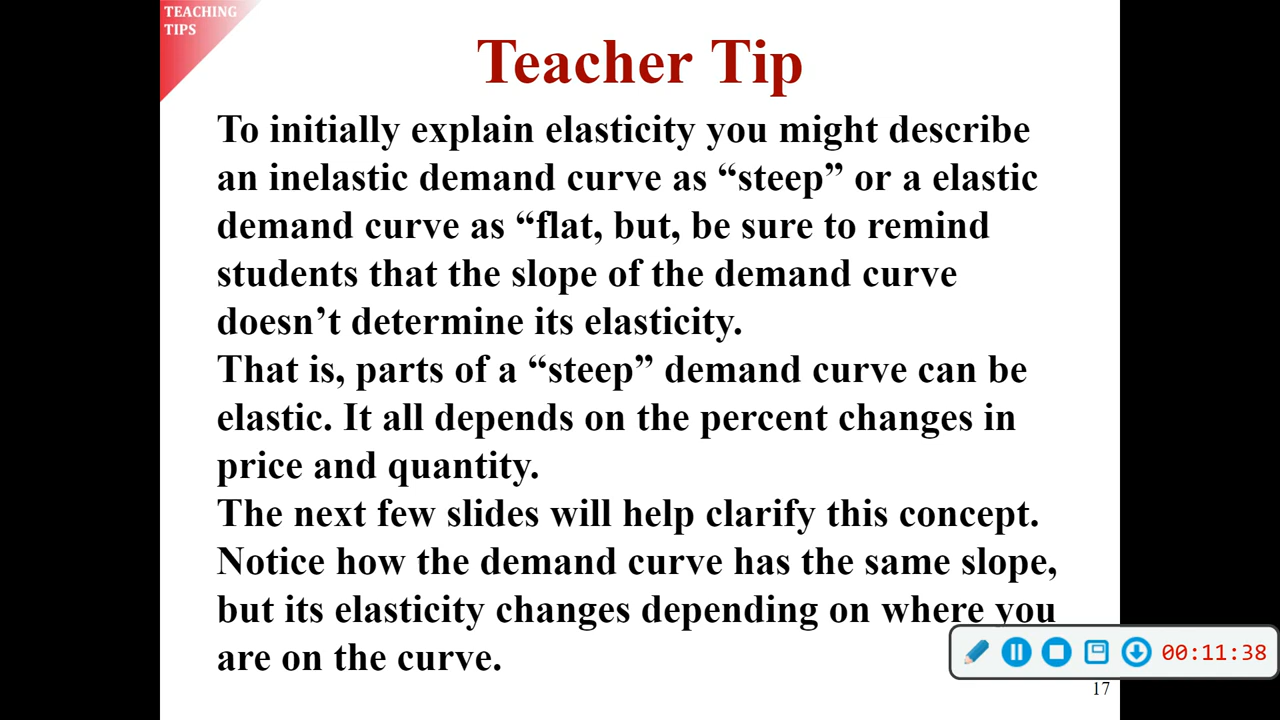 TEACHING
TIPS
Teacher Tip
To initially explain elasticity you might describe
an inelastic demand curve as “steep” or a elastic
demand curve as “flat, but, be sure to remind
students that the slope of the demand curve
doesn’t determine its elasticity.
That is, parts of a “steep” demand curve can be
elastic. It all depends on the percent changes in
price and quantity.
The next few slides will help clarify this concept.
Notice how the demand curve has the same slope,
but its elasticity changes depending on where you
are on the curve.
00:11:38
17